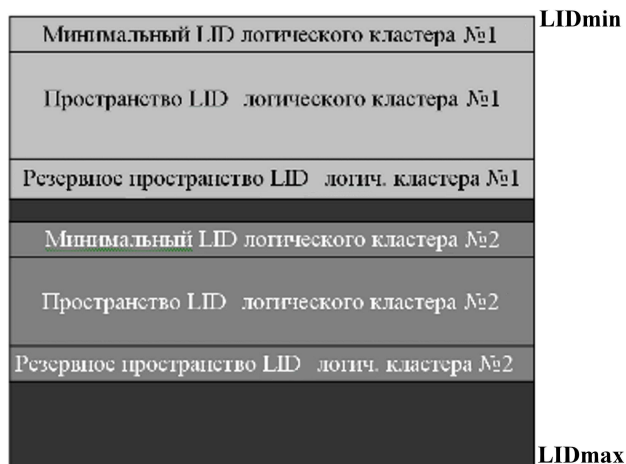 LIDmin
Минимальный LID логического кластера №1
Пространство LID логического кластера №1
Резервное пространство LID логич. кластера №1
Минимальный LID логического кластера №2
Пространство LID логического кластера №2
Резервное пространство LID логич. кластера №2
LIDmax